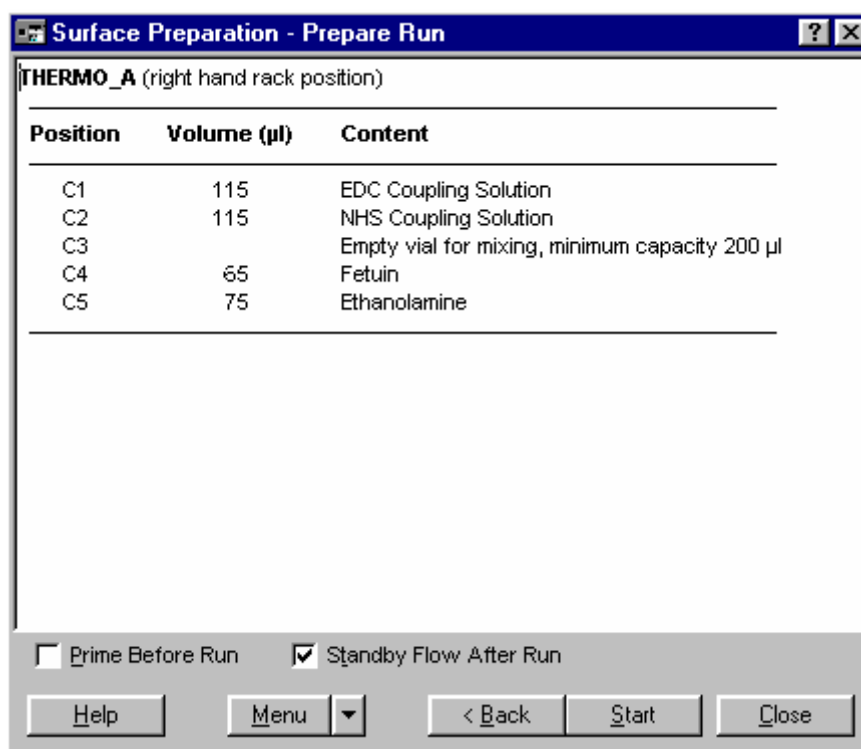 Surface Preparation - Prepare Run
THERMO_A (right hand rack position)
Position Volume (µl) Content
C1 115 EDC Coupling Solution
C2 115 NHS Coupling Solution
C3 Empty vial for mixing, minimum capacity 200 µl
C4 65 Fetuin
C5 75 Ethanolamine
Prime Before Run Standby Flow After Run
Help Menu < Back Start Close